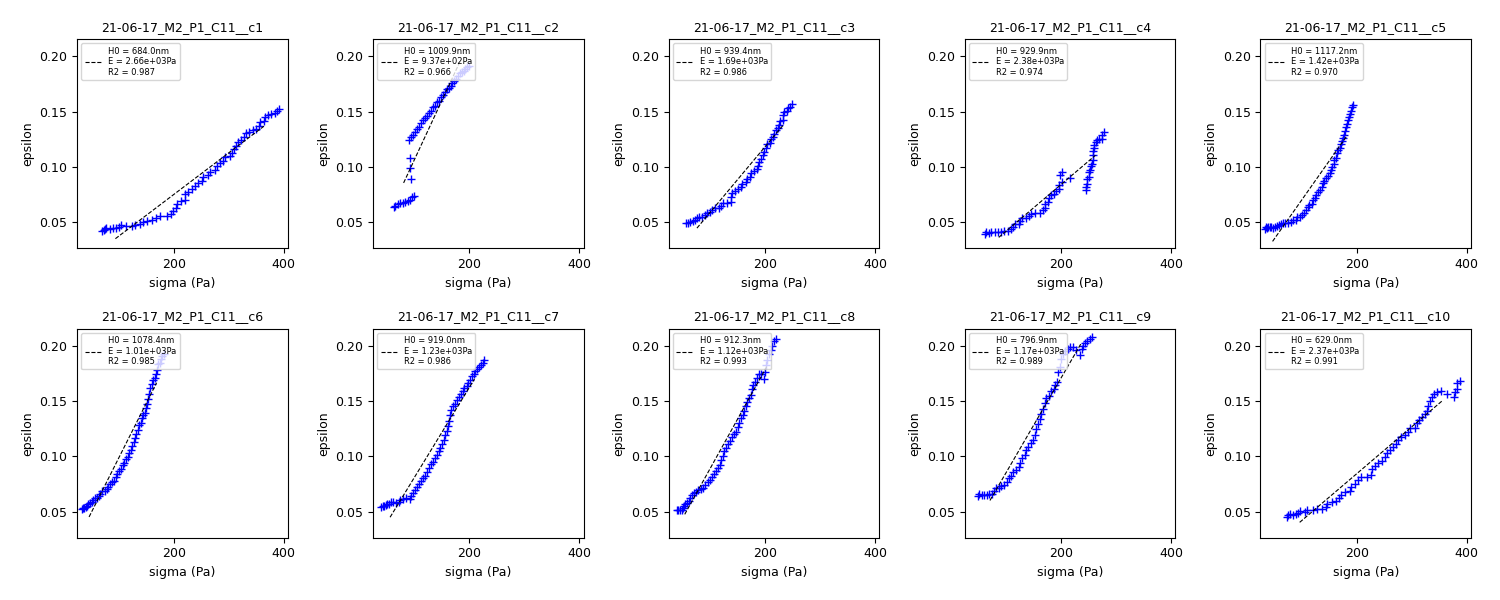 21-06-17_M2_P1_C11__c1
H0 = 684.0nm
E = 2.66e+03Pa
R2 = 0.987
0.20
0.15
0.10
0.05
epsilon
200
400
sigma (Pa)
21-06-17_M2_P1_C11__c2
H0 = 1009.9nm
E = 9.37e+02Pa
R2 = 0.966
0.20
0.15
0.10
0.05
epsilon
200
400
sigma (Pa)
21-06-17_M2_P1_C11__c3
H0 = 939.4nm
E = 1.69e+03Pa
R2 = 0.986
0.20
0.15
0.10
0.05
epsilon
200
400
sigma (Pa)
21-06-17_M2_P1_C11__c4
H0 = 929.9nm
E = 2.38e+03Pa
R2 = 0.974
0.20
0.15
0.10
0.05
epsilon
200
400
sigma (Pa)
21-06-17_M2_P1_C11__c5
H0 = 1117.2nm
E = 1.42e+03Pa
R2 = 0.970
0.20
0.15
0.10
0.05
epsilon
200
400
sigma (Pa)
21-06-17_M2_P1_C11__c6
H0 = 1078.4nm
E = 1.01e+03Pa
R2 = 0.985
0.20
0.15
0.10
0.05
epsilon
200
400
sigma (Pa)
21-06-17_M2_P1_C11__c7
H0 = 919.0nm
E = 1.23e+03Pa
R2 = 0.986
0.20
0.15
0.10
0.05
epsilon
200
400
sigma (Pa)
21-06-17_M2_P1_C11__c8
H0 = 912.3nm
E = 1.12e+03Pa
R2 = 0.993
0.20
0.15
0.10
0.05
epsilon
200
400
sigma (Pa)
21-06-17_M2_P1_C11__c9
H0 = 796.9nm
E = 1.17e+03Pa
R2 = 0.989
0.20
0.15
0.10
0.05
epsilon
200
400
sigma (Pa)
21-06-17_M2_P1_C11__c10
H0 = 629.0nm
E = 2.37e+03Pa
R2 = 0.991
0.20
0.15
0.10
0.05
epsilon
200
400
sigma (Pa)